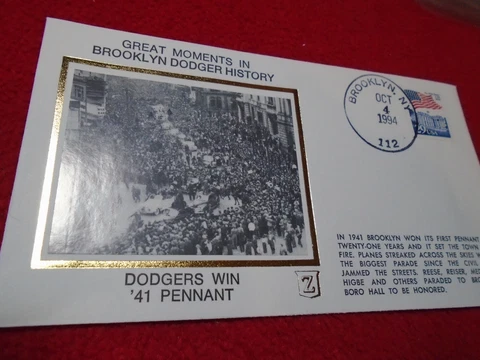 GREAT MOMENTS IN
BROOKLYN DODGER HISTORY
BROOKLYN, NY
OCT
4
1994
112
DODGERS WIN
'41 PENNANT
Z
IN 1941 BROOKLYN WON ITS FIRST PENNANT
TWENTY-ONE YEARS AND IT SET THE TOWN
FIRE. PLANES STREAKED ACROSS THE SKIES
THE BIGGEST PARADE SINCE THE CIVIL
JAMMED THE STREETS. REESE, REISER,
HIGBE AND OTHERS PARADED TO
BORO HALL TO BE HONORED.